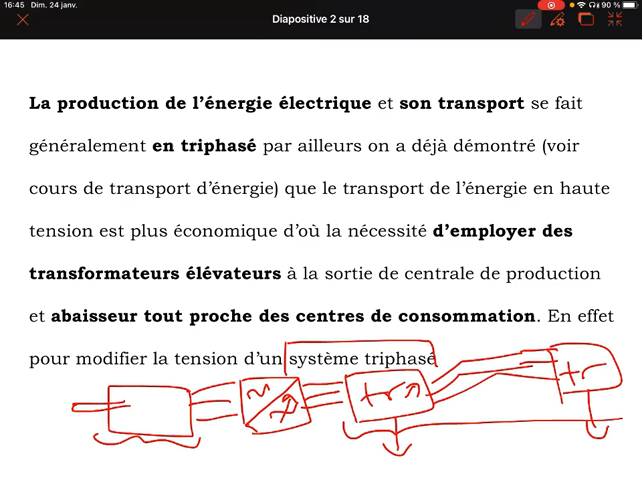 16:45 Dim. 24 janv.
90 %
Diapositive 2 sur 18
La production de l’énergie électrique et son transport se fait
généralement en triphasé par ailleurs on a déjà démontré (voir
cours de transport d’énergie) que le transport de l’énergie en haute
tension est plus économique d’où la nécessité d’employer des
transformateurs élévateurs à la sortie de centrale de production
et abaisseur tout proche des centres de consommation. En effet
pour modifier la tension d’un système triphasé
tr
tr